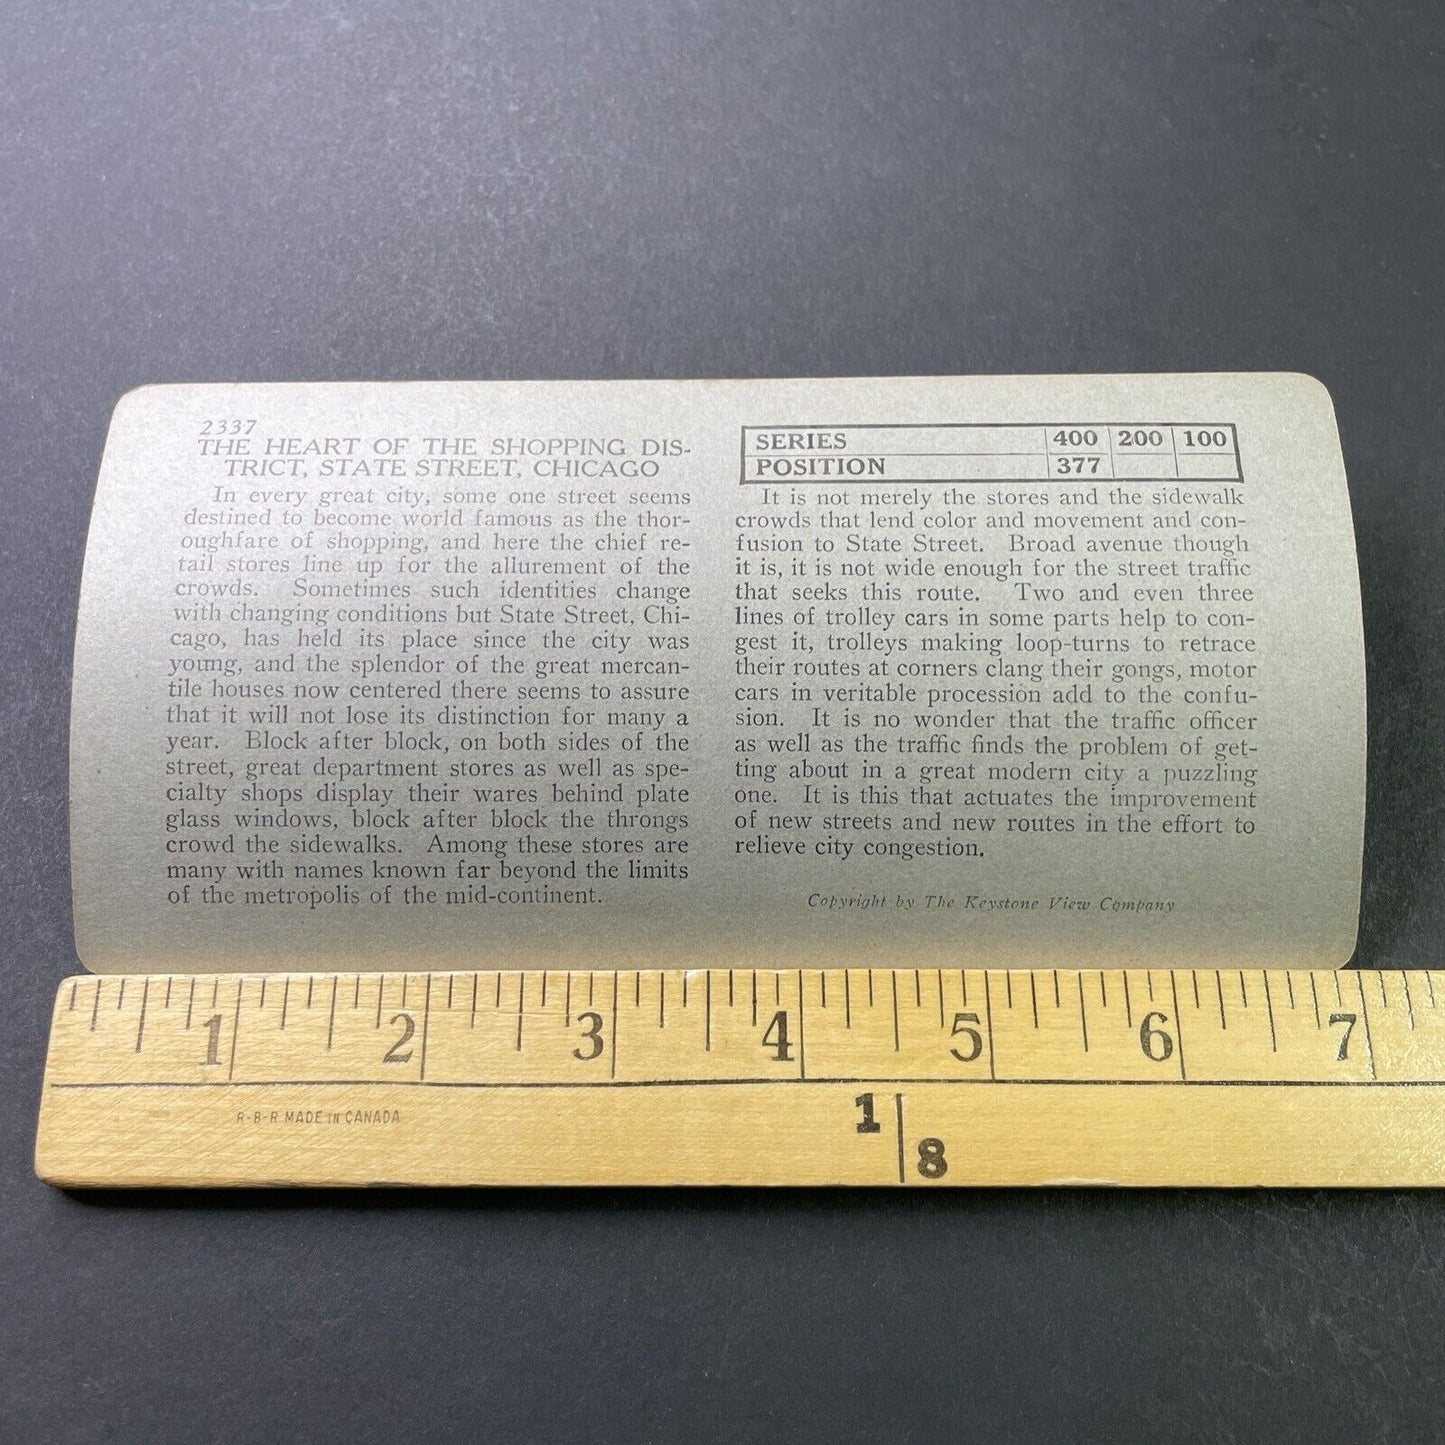 2337
THE HEART OF THE SHOPPING DIS-
TRICT, STATE STREET, CHICAGO
In every great city, some one street seems
destined to become world famous as the thor-
oughfare of shopping, and here the chief re-
tail stores line up for the allurement of the
crowds. Sometimes such identities change
with changing conditions but State Street, Chi-
cago, has held its place since the city was
young, and the splendor of the great mercan-
tile houses now centered there seems to assure
that it will not lose its distinction for many a
year. Block after block, on both sides of the
street, great department stores as well as spe-
cialty shops display their wares behind plate
glass windows, block after block the throngs
crowd the sidewalks. Among these stores are
many with names known far beyond the limits
of the metropolis of the mid-continent.
SERIES 400 200 100
POSITION 377
It is not merely the stores and the sidewalk
crowds that lend color and movement and con-
fusion to State Street. Broad avenue though
it is, it is not wide enough for the street traffic
that seeks this route. Two and even three
lines of trolley cars in some parts help to con-
gest it, trolleys making loop-turns to retrace
their routes at corners clang their gongs, motor
cars in veritable procession add to the confu-
sion. It is no wonder that the traffic officer
as well as the traffic finds the problem of get-
ting about in a great modern city a puzzling
one. It is this that actuates the improvement
of new streets and new routes in the effort to
relieve city congestion.
Copyright by The Keystone View Company
1 2 3 4 5 6 7
R-B-R MADE IN CANADA
1 8